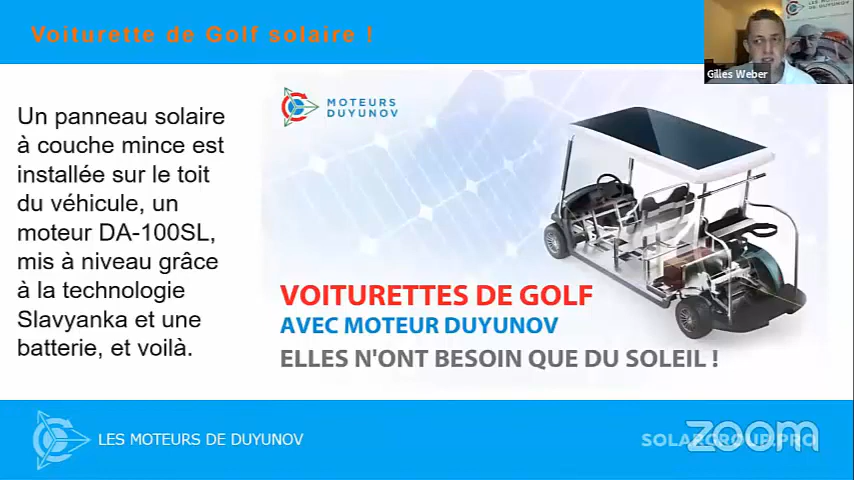 Voiturette de Golf solaire !
LES MOTEURS
DE DUYUNOV
Gilles Weber
Un panneau solaire
à couche mince est
installée sur le toit
du véhicule, un
moteur DA-100SL,
mis à niveau grâce
à la technologie
Slavyanka et une
batterie, et voilà.
MOTEURS
DUYUNOV
VOITURETTES DE GOLF
AVEC MOTEUR DUYUNOV
ELLES N'ONT BESOIN QUE DU SOLEIL !
LES MOTEURS DE DUYUNOV
SOLARGROUP.PRO
zoom